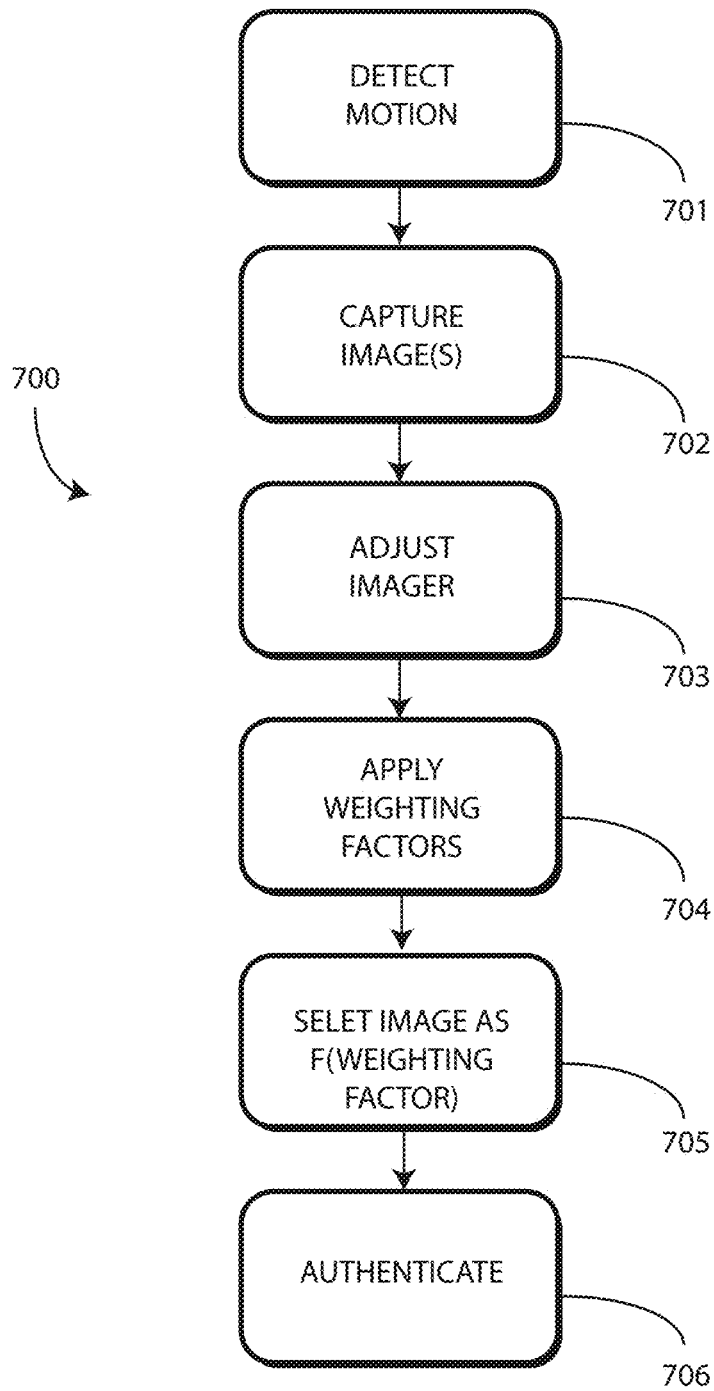 DETECT
MOTION
701
CAPTURE
IMAGE(S)
700
702
ADJUST
IMAGER
703
APPLY
WEIGHTING
FACTORS
704
SELET IMAGE AS
F(WEIGHTING
FACTOR)
705
AUTHENTICATE
706